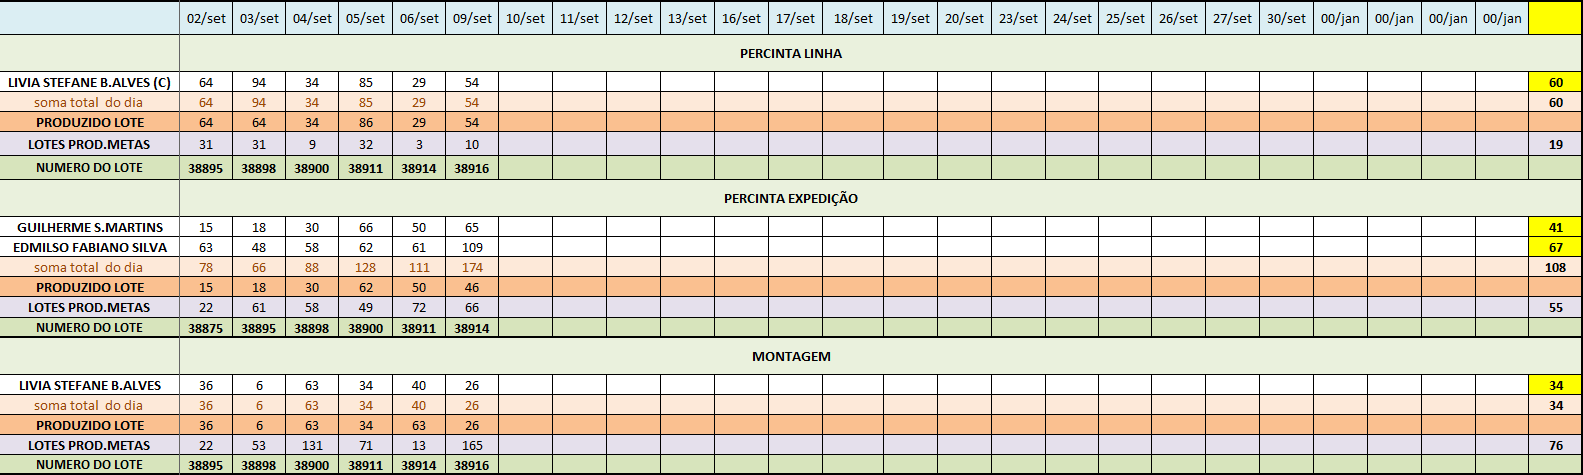 02/set 03/set 04/set 05/set 06/set 09/set 10/set 11/set 12/set 13/set 16/set 17/set 18/set 19/set 20/set 23/set 24/set 25/set 26/set 27/set 30/set 00/jan 00/jan 00/jan 00/jan
PERCINTA LINHA
LIVIA STEFANE B.ALVES (C) 64 94 34 85 29 54 60
soma total do dia 64 94 34 85 29 54 60
PRODUZIDO LOTE 64 64 34 86 29 54
LOTES PROD.METAS 31 31 9 32 3 10 19
NUMERO DO LOTE 38895 38898 38900 38911 38914 38916
PERCINTA EXPEDIÇÃO
GUILHERME S.MARTINS 15 18 30 66 50 65 41
EDMILSO FABIANO SILVA 63 48 58 62 61 109 67
soma total do dia 78 66 88 128 111 174 108
PRODUZIDO LOTE 15 18 30 62 50 46
LOTES PROD.METAS 22 61 58 49 72 66 55
NUMERO DO LOTE 38875 38895 38898 38900 38911 38914
MONTAGEM
LIVIA STEFANE B.ALVES 36 6 63 34 40 26 34
soma total do dia 36 6 63 34 40 26 34
PRODUZIDO LOTE 36 6 63 34 63 26
LOTES PROD.METAS 22 53 131 71 13 165 76
NUMERO DO LOTE 38895 38898 38900 38911 38914 38916